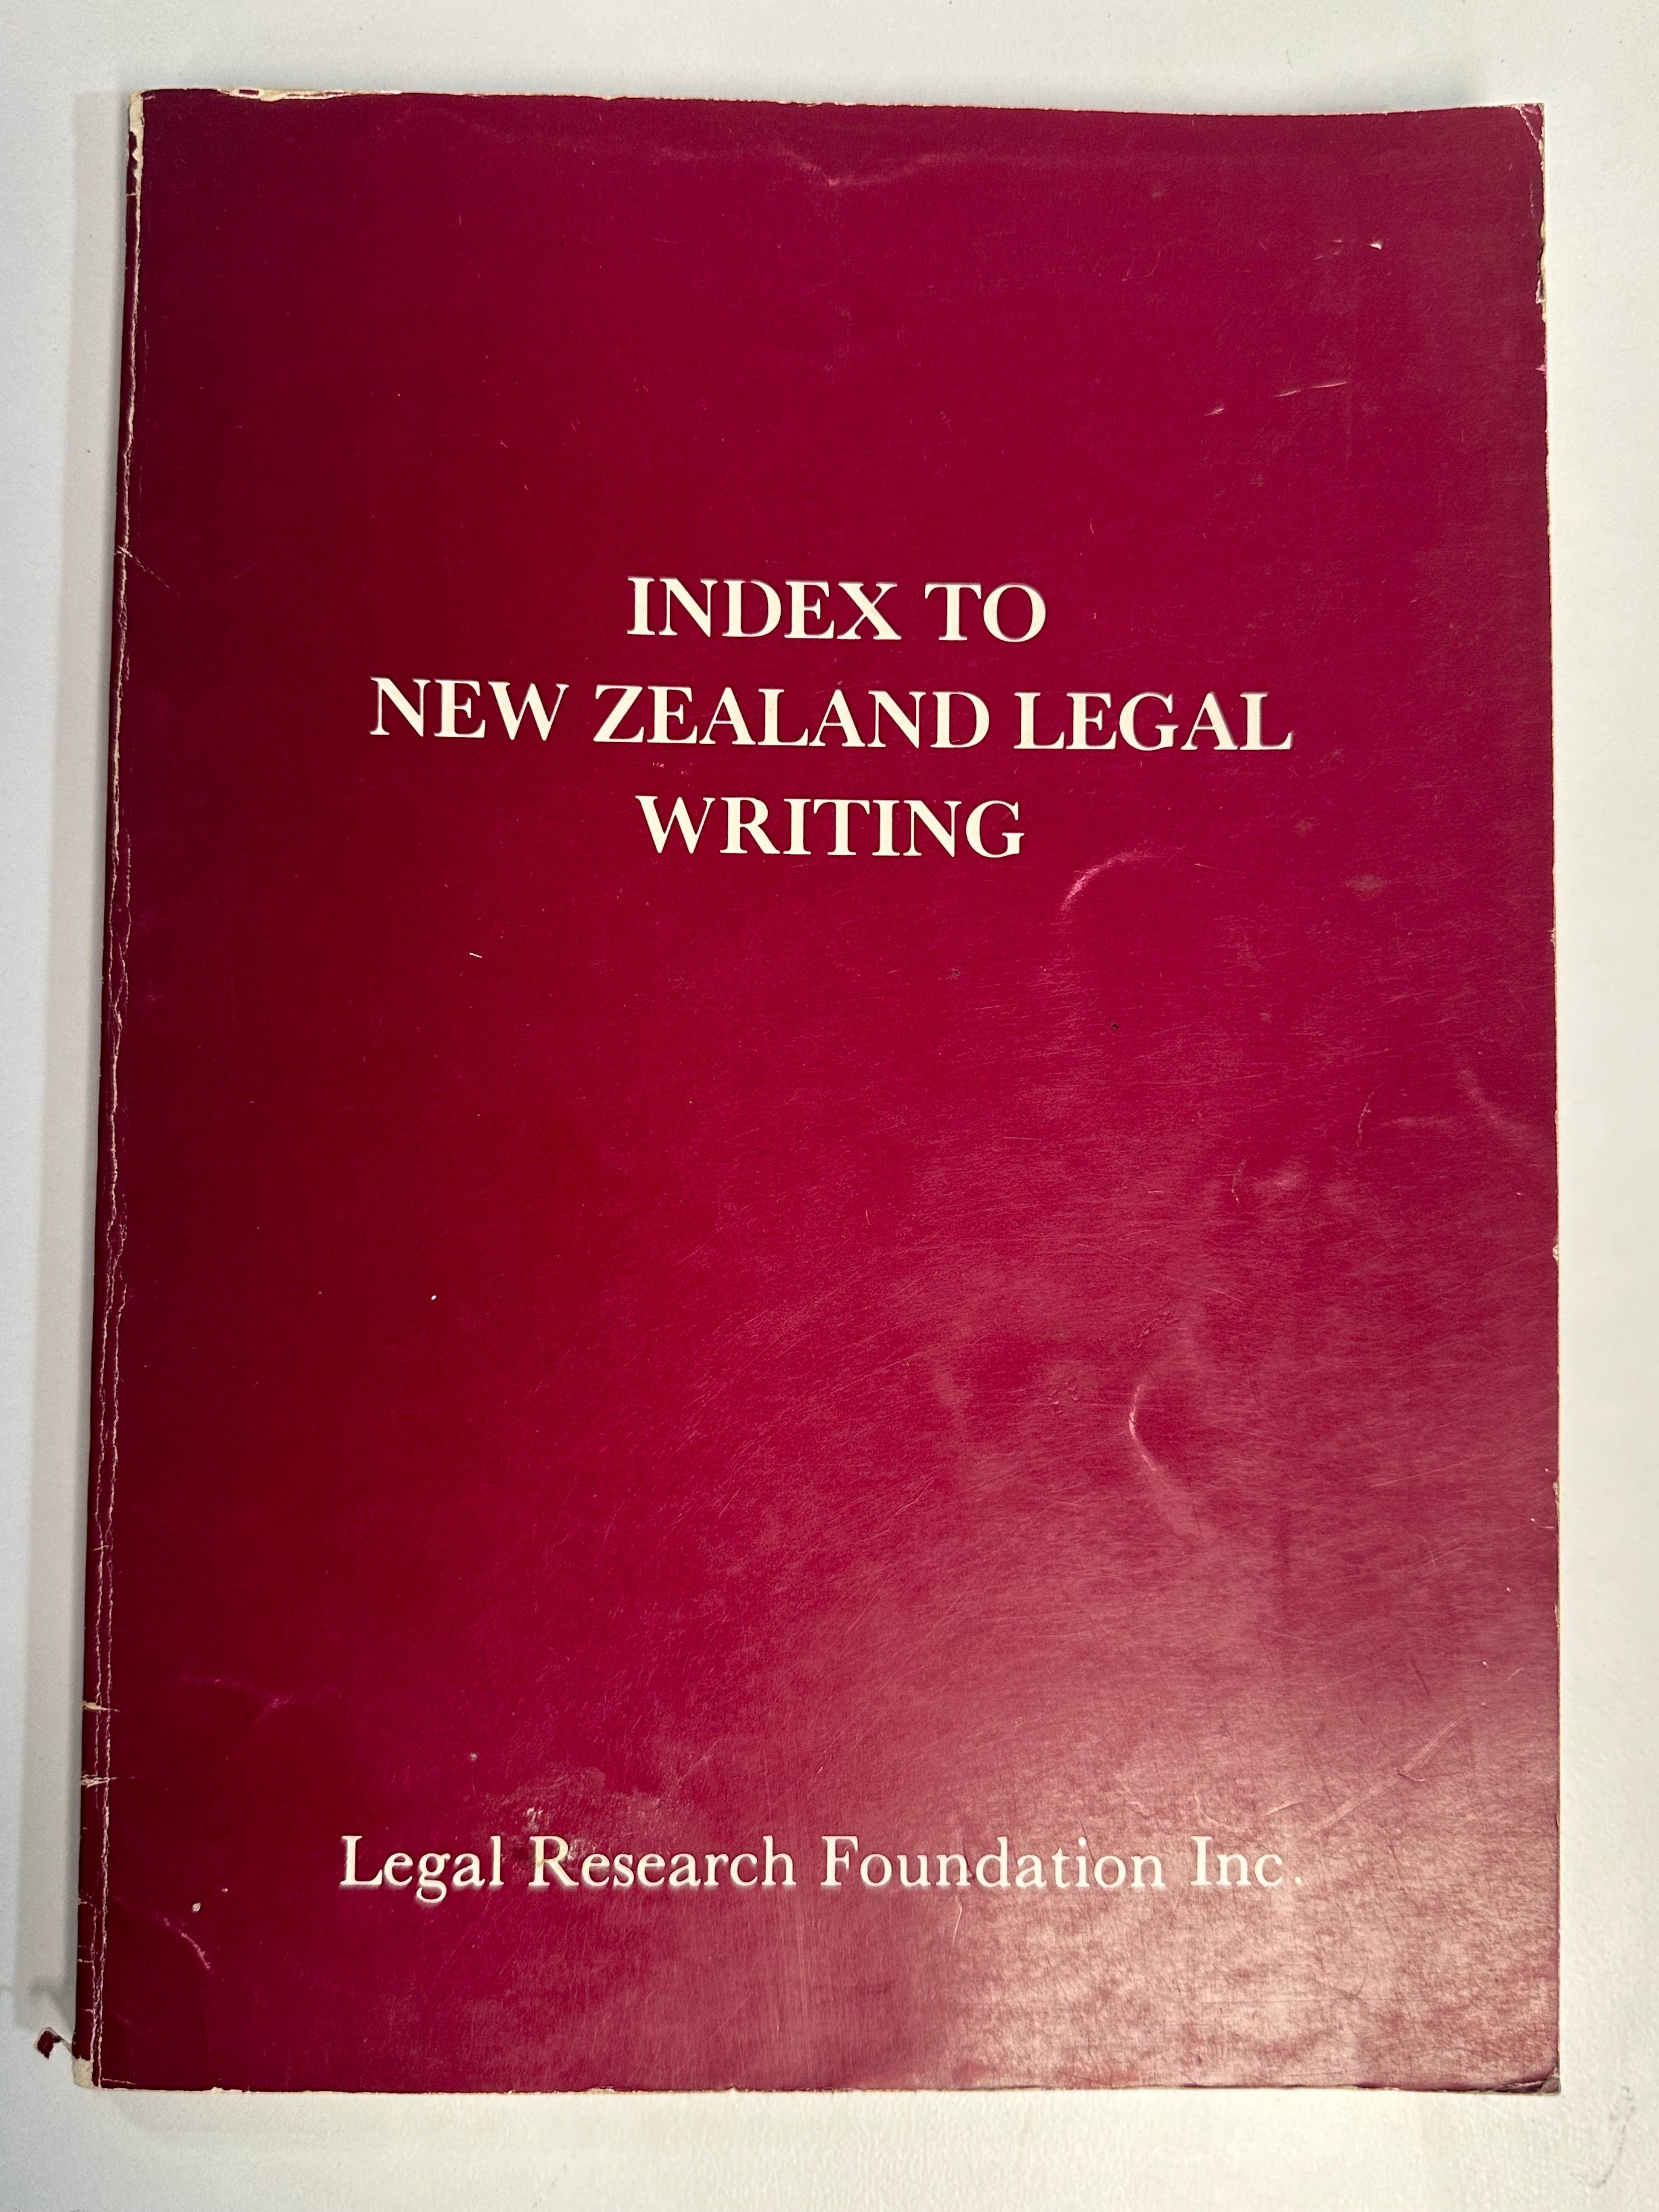 INDEX TO
NEW ZEALAND LEGAL
WRITING
Legal Research Foundation Inc.